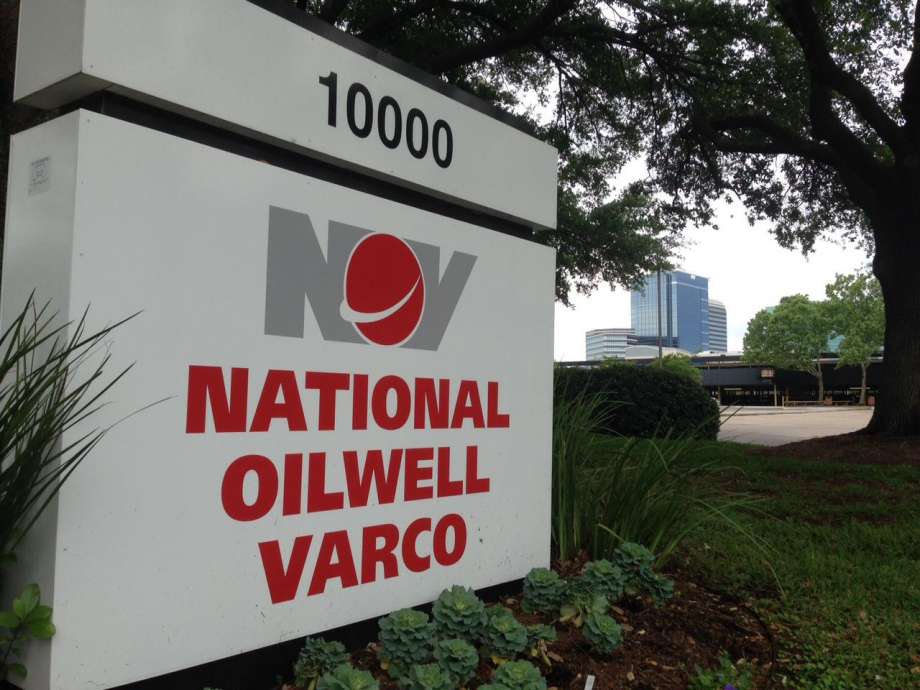 10000
NOV
NATIONAL
OILWELL
VARCO